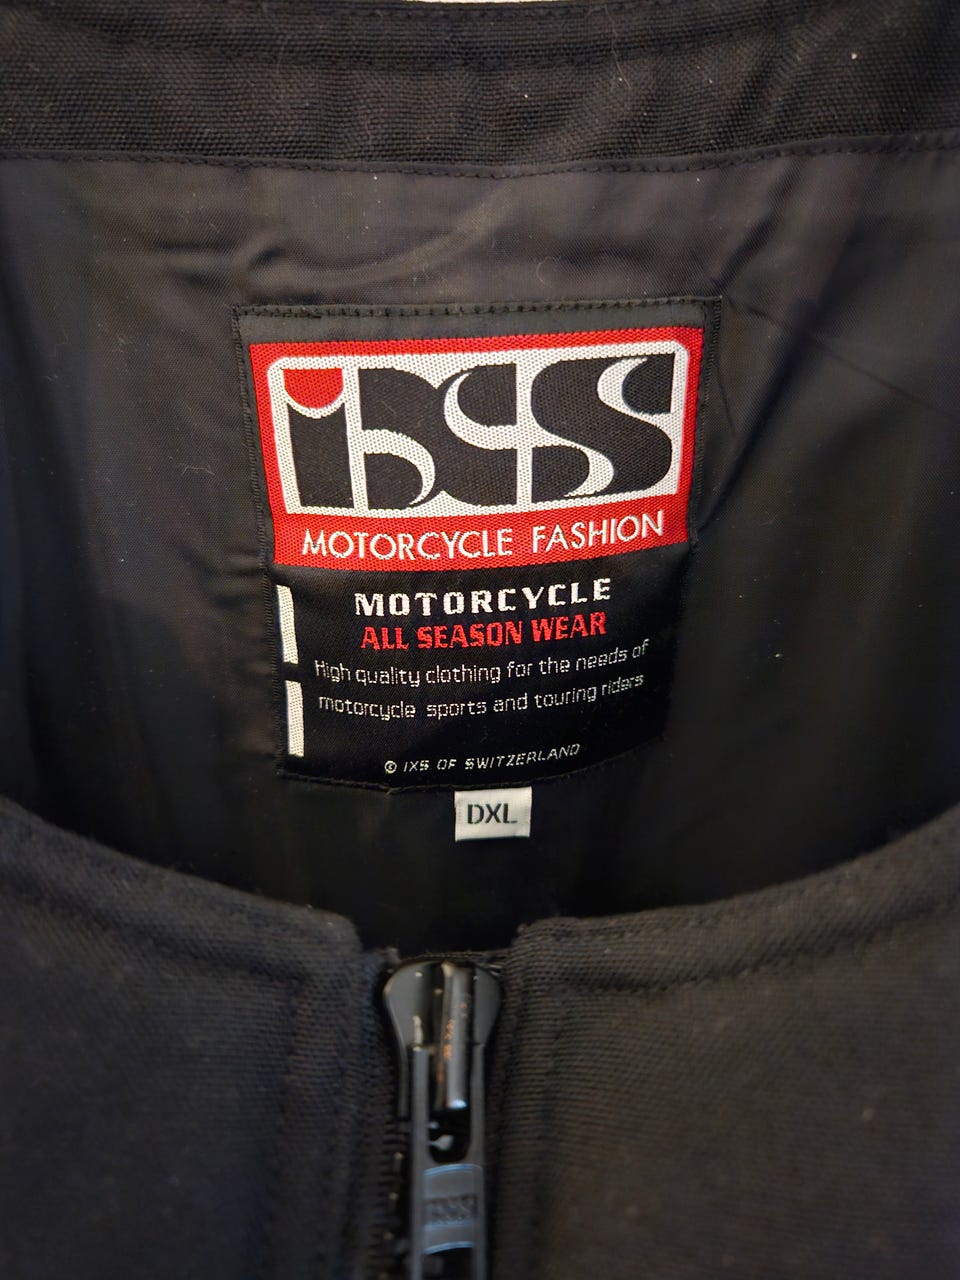 iXS
MOTORCYCLE FASHION
MOTORCYCLE
ALL SEASON WEAR
High quality clothing for the needs of
motorcycle sports and touring riders
© IXS OF SWITZERLAND
DXL
iXS